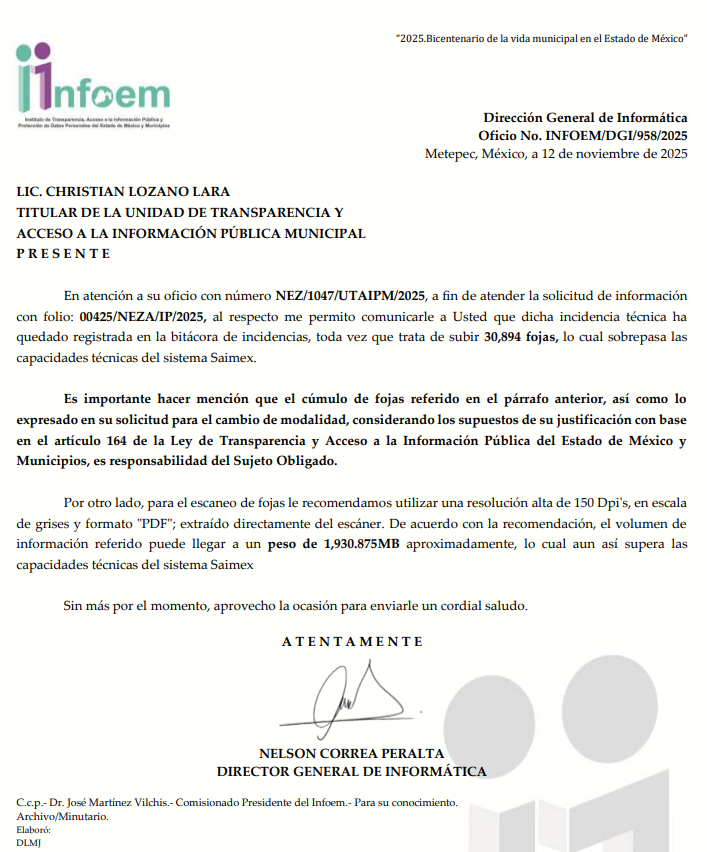 "2025.Bicentenario de la vida municipal en el Estado de México"
infoem
Instituto de Transparencia, Acceso a la Información Pública y
Protección de Datos Personales del Estado de México y Municipios
Dirección General de Informática
Oficio No. INFOEM/DGI/958/2025
Metepec, México, a 12 de noviembre de 2025
LIC. CHRISTIAN LOZANO LARA
TITULAR DE LA UNIDAD DE TRANSPARENCIA Y
ACCESO A LA INFORMACIÓN PÚBLICA MUNICIPAL
P R E S E N T E
En atención a su oficio con número NEZ/1047/UTAIPM/2025, a fin de atender la solicitud de información
con folio: 00425/NEZA/IP/2025, al respecto me permito comunicarle a Usted que dicha incidencia técnica ha
quedado registrada en la bitácora de incidencias, toda vez que trata de subir 30,894 fojas, lo cual sobrepasa las
capacidades técnicas del sistema Saimex.
Es importante hacer mención que el cúmulo de fojas referido en el párrafo anterior, así como lo
expresado en su solicitud para el cambio de modalidad, considerando los supuestos de su justificación con base
en el artículo 164 de la Ley de Transparencia y Acceso a la Información Pública del Estado de México y
Municipios, es responsabilidad del Sujeto Obligado.
Por otro lado, para el escaneo de fojas le recomendamos utilizar una resolución alta de 150 Dpi's, en escala
de grises y formato "PDF"; extraído directamente del escáner. De acuerdo con la recomendación, el volumen de
información referido puede llegar a un peso de 1,930.875MB aproximadamente, lo cual aun así supera las
capacidades técnicas del sistema Saimex
Sin más por el momento, aprovecho la ocasión para enviarle un cordial saludo.
A T E N T A M E N T E
NELSON CORREA PERALTA
DIRECTOR GENERAL DE INFORMÁTICA
C.c.p.- Dr. José Martínez Vilchis.- Comisionado Presidente del Infoem.- Para su conocimiento.
Archivo/Minutario.
Elaboró:
DLMJ